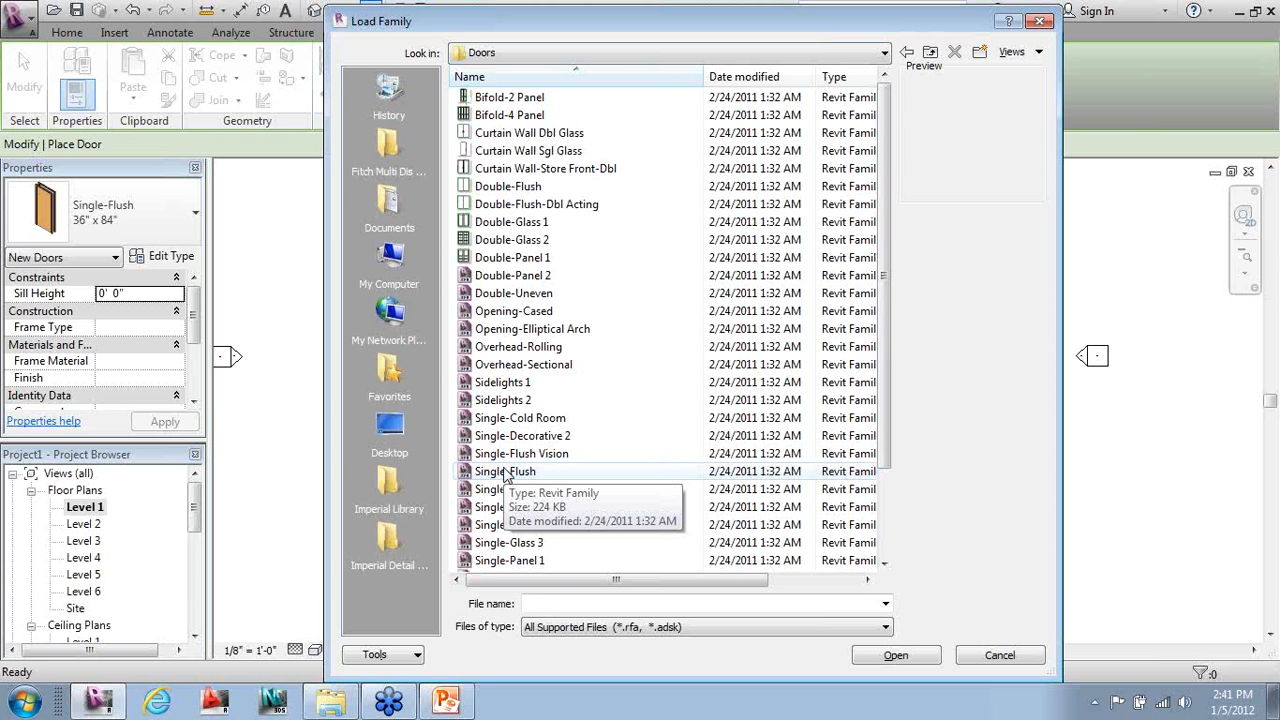 Load Family
Sign In
Home
Insert
Annotate
Analyze
Structure
Modify
Cope
Cut
Join
Paste
Select
Properties
Clipboard
Geometry
Modify | Place Door
Properties
Single-Flush
36" x 84"
New Doors
Edit Type
Constraints
Sill Height
0' 0"
Construction
Frame Type
Materials and F...
Frame Material
Finish
Identity Data
Properties help
Apply
Project1 - Project Browser
Views (all)
Floor Plans
Level 1
Level 2
Level 3
Level 4
Level 5
Level 6
Site
Ceiling Plans
Look in:
Doors
Views
History
Fitch Multi Dis ...
Documents
My Computer
My Network Pl...
Favorites
Desktop
Imperial Library
Imperial Detail ...
Name
Date modified
Type
Preview
Bifold-2 Panel 2/24/2011 1:32 AM Revit Famil
Bifold-4 Panel 2/24/2011 1:32 AM Revit Famil
Curtain Wall Dbl Glass 2/24/2011 1:32 AM Revit Famil
Curtain Wall Sgl Glass 2/24/2011 1:32 AM Revit Famil
Curtain Wall-Store Front-Dbl 2/24/2011 1:32 AM Revit Famil
Double-Flush 2/24/2011 1:32 AM Revit Famil
Double-Flush-Dbl Acting 2/24/2011 1:32 AM Revit Famil
Double-Glass 1 2/24/2011 1:32 AM Revit Famil
Double-Glass 2 2/24/2011 1:32 AM Revit Famil
Double-Panel 1 2/24/2011 1:32 AM Revit Famil
Double-Panel 2 2/24/2011 1:32 AM Revit Famil
Double-Uneven 2/24/2011 1:32 AM Revit Famil
Opening-Cased 2/24/2011 1:32 AM Revit Famil
Opening-Elliptical Arch 2/24/2011 1:32 AM Revit Famil
Overhead-Rolling 2/24/2011 1:32 AM Revit Famil
Overhead-Sectional 2/24/2011 1:32 AM Revit Famil
Sidelights 1 2/24/2011 1:32 AM Revit Famil
Sidelights 2 2/24/2011 1:32 AM Revit Famil
Single-Cold Room 2/24/2011 1:32 AM Revit Famil
Single-Decorative 2 2/24/2011 1:32 AM Revit Famil
Single-Flush Vision 2/24/2011 1:32 AM Revit Famil
Single-Flush 2/24/2011 1:32 AM Revit Famil
Single 2/24/2011 1:32 AM Revit Famil
Single 2/24/2011 1:32 AM Revit Famil
Single 2/24/2011 1:32 AM Revit Famil
Single-Glass 3 2/24/2011 1:32 AM Revit Famil
Single-Panel 1 2/24/2011 1:32 AM Revit Famil
Type: Revit Family
Size: 224 KB
Date modified: 2/24/2011 1:32 AM
File name:
Files of type:
All Supported Files (*.rfa, *.adsk)
Tools
Open
Cancel
1/8" = 1'-0"
Ready
:0
2:41 PM
1/5/2012